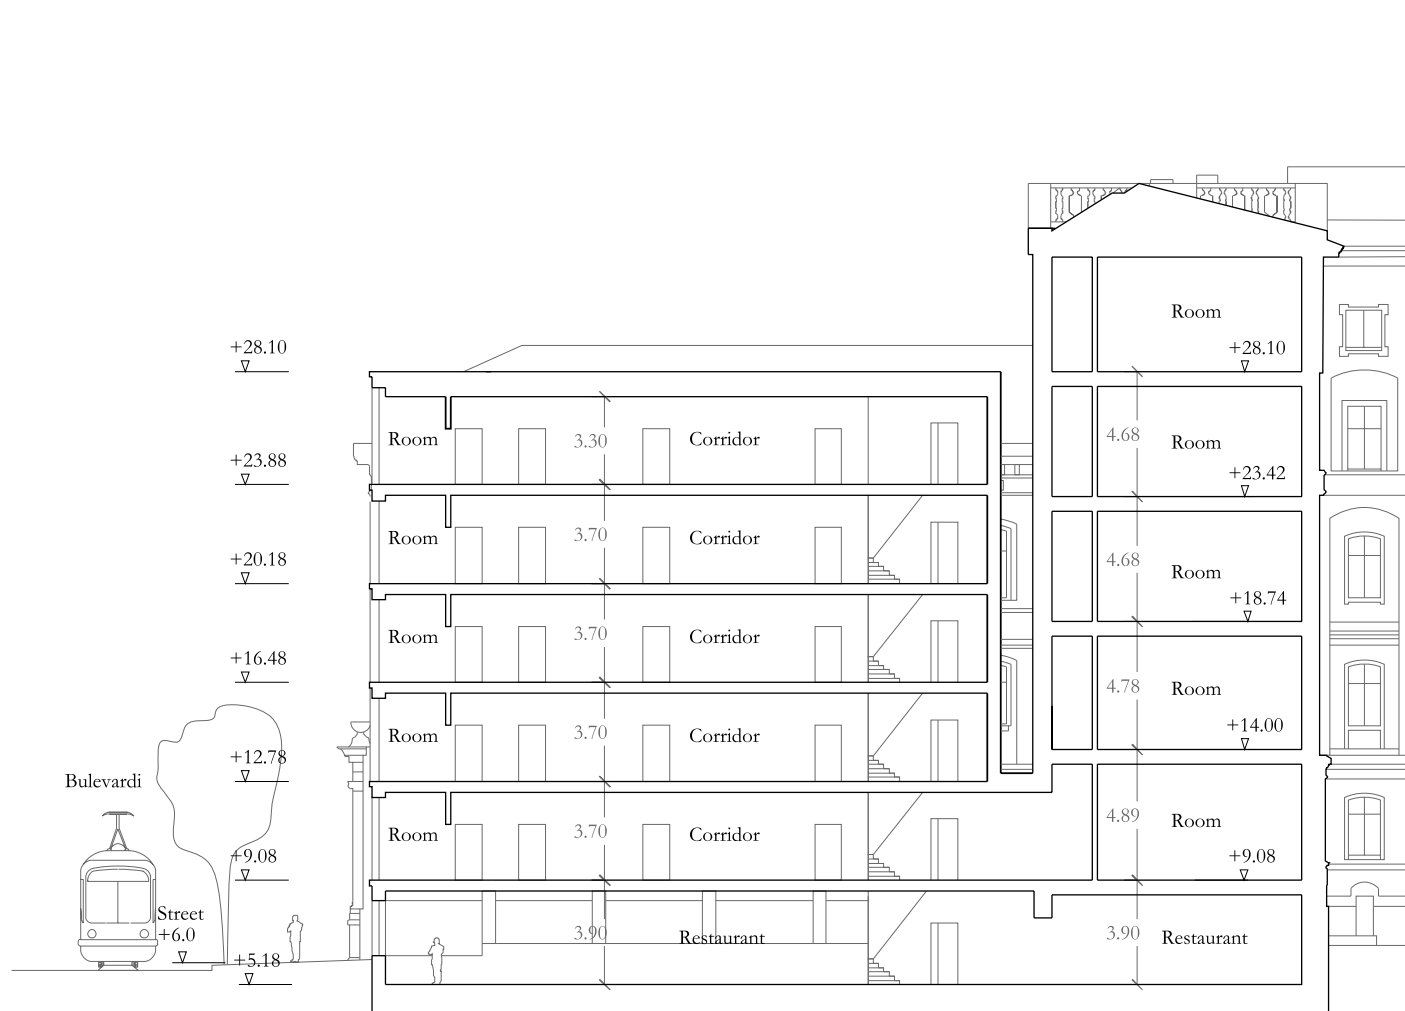 Room
+28.10
+28.10
Room
Corridor
3.30
4.68
Room
+23.88
+23.42
Room
Corridor
3.70
4.68
Room
+20.18
+18.74
Room
Corridor
3.70
4.78
Room
+16.48
+14.00
Room
Corridor
3.70
+12.78
Bulevardi
Room
Corridor
3.70
4.89
Room
+9.08
+9.08
Street
+6.0
3.90
Restaurant
3.90
Restaurant
+5.18